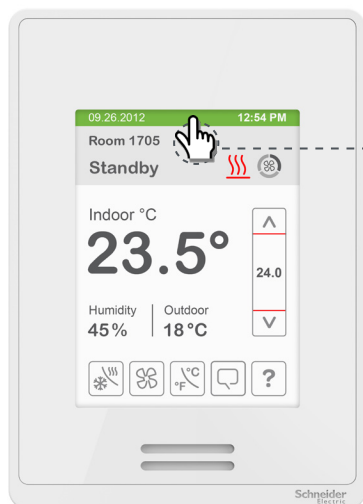 09.26.2012 12:54 PM
Room 1705
Standby
Indoor °C
23.5°
24.0
Humidity Outdoor
45% 18°C
°F °C ?
Schneider
Electric